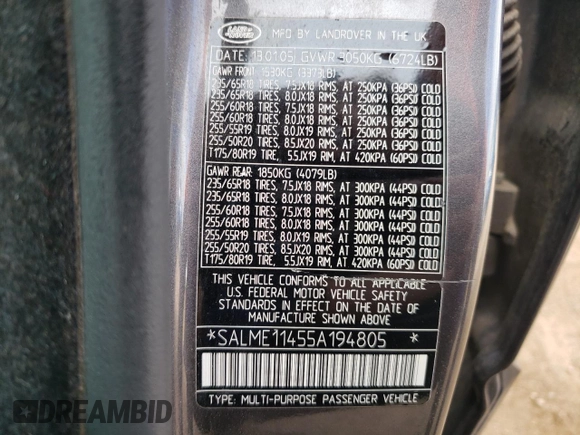 LAND ROVER
MFG BY LANDROVER IN THE UK
DATE: 13.01.05 GVWR 3050KG (6724LB)
GAWR FRONT 1530KG (3373LB)
235/65R18 TIRES, 7.5JX18 RIMS, AT 250KPA (36PSI) COLD
235/65R18 TIRES, 8.0JX18 RIMS, AT 250KPA (36PSI) COLD
255/60R18 TIRES, 7.5JX18 RIMS, AT 250KPA (36PSI) COLD
255/60R18 TIRES, 8.0JX18 RIMS, AT 250KPA (36PSI) COLD
255/55R19 TIRES, 8.0JX19 RIMS, AT 250KPA (36PSI) COLD
255/50R20 TIRES, 8.5JX20 RIMS, AT 250KPA (36PSI) COLD
T175/80R19 TIRE, 5.5JX19 RIM, AT 420KPA (60PSI) COLD
GAWR REAR: 1850KG (4079LB)
235/65R18 TIRES, 7.5JX18 RIMS, AT 300KPA (44PSI) COLD
235/65R18 TIRES, 8.0JX18 RIMS, AT 300KPA (44PSI) COLD
255/60R18 TIRES, 7.5JX18 RIMS, AT 300KPA (44PSI) COLD
255/60R18 TIRES, 8.0JX18 RIMS, AT 300KPA (44PSI) COLD
255/55R19 TIRES, 8.0JX19 RIMS, AT 300KPA (44PSI) COLD
255/50R20 TIRES, 8.5JX20 RIMS, AT 300KPA (44PSI) COLD
T175/80R19 TIRE, 5.5JX19 RIM, AT 420KPA (60PSI) COLD
THIS VEHICLE CONFORMS TO ALL APPLICABLE
U.S. FEDERAL MOTOR VEHICLE SAFETY
STANDARDS IN EFFECT ON THE DATE OF
MANUFACTURE SHOWN ABOVE.
*SALME11455A194805 *
TYPE: MULTI-PURPOSE PASSENGER VEHICLE
DREAMBID